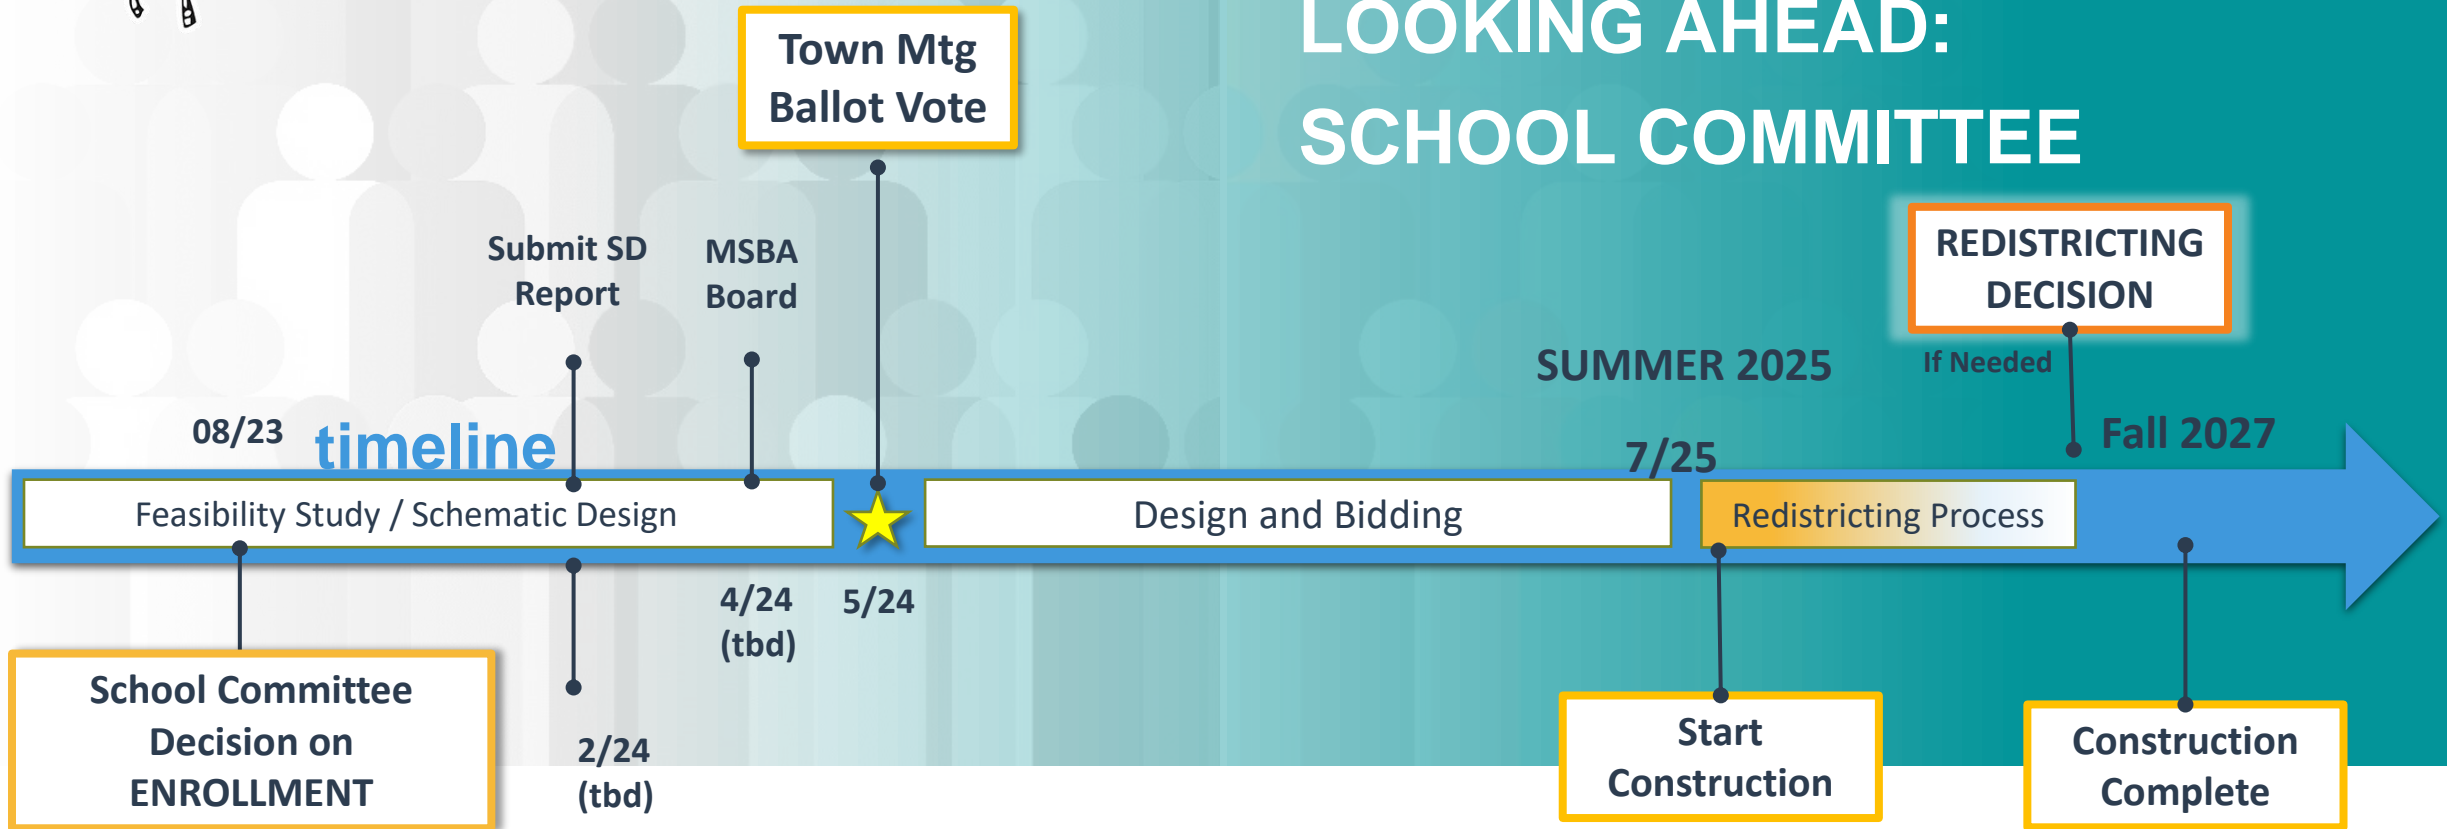 LOOKING AHEAD:
SCHOOL COMMITTEE
Town Mtg
Ballot Vote
Submit SD
Report
MSBA
Board
REDISTRICTING
DECISION
If Needed
SUMMER 2025
08/23
timeline
7/25
Fall 2027
Feasibility Study / Schematic Design
Design and Bidding
Redistricting Process
4/24
(tbd)
5/24
2/24
(tbd)
School Committee
Decision on
ENROLLMENT
Start
Construction
Construction
Complete